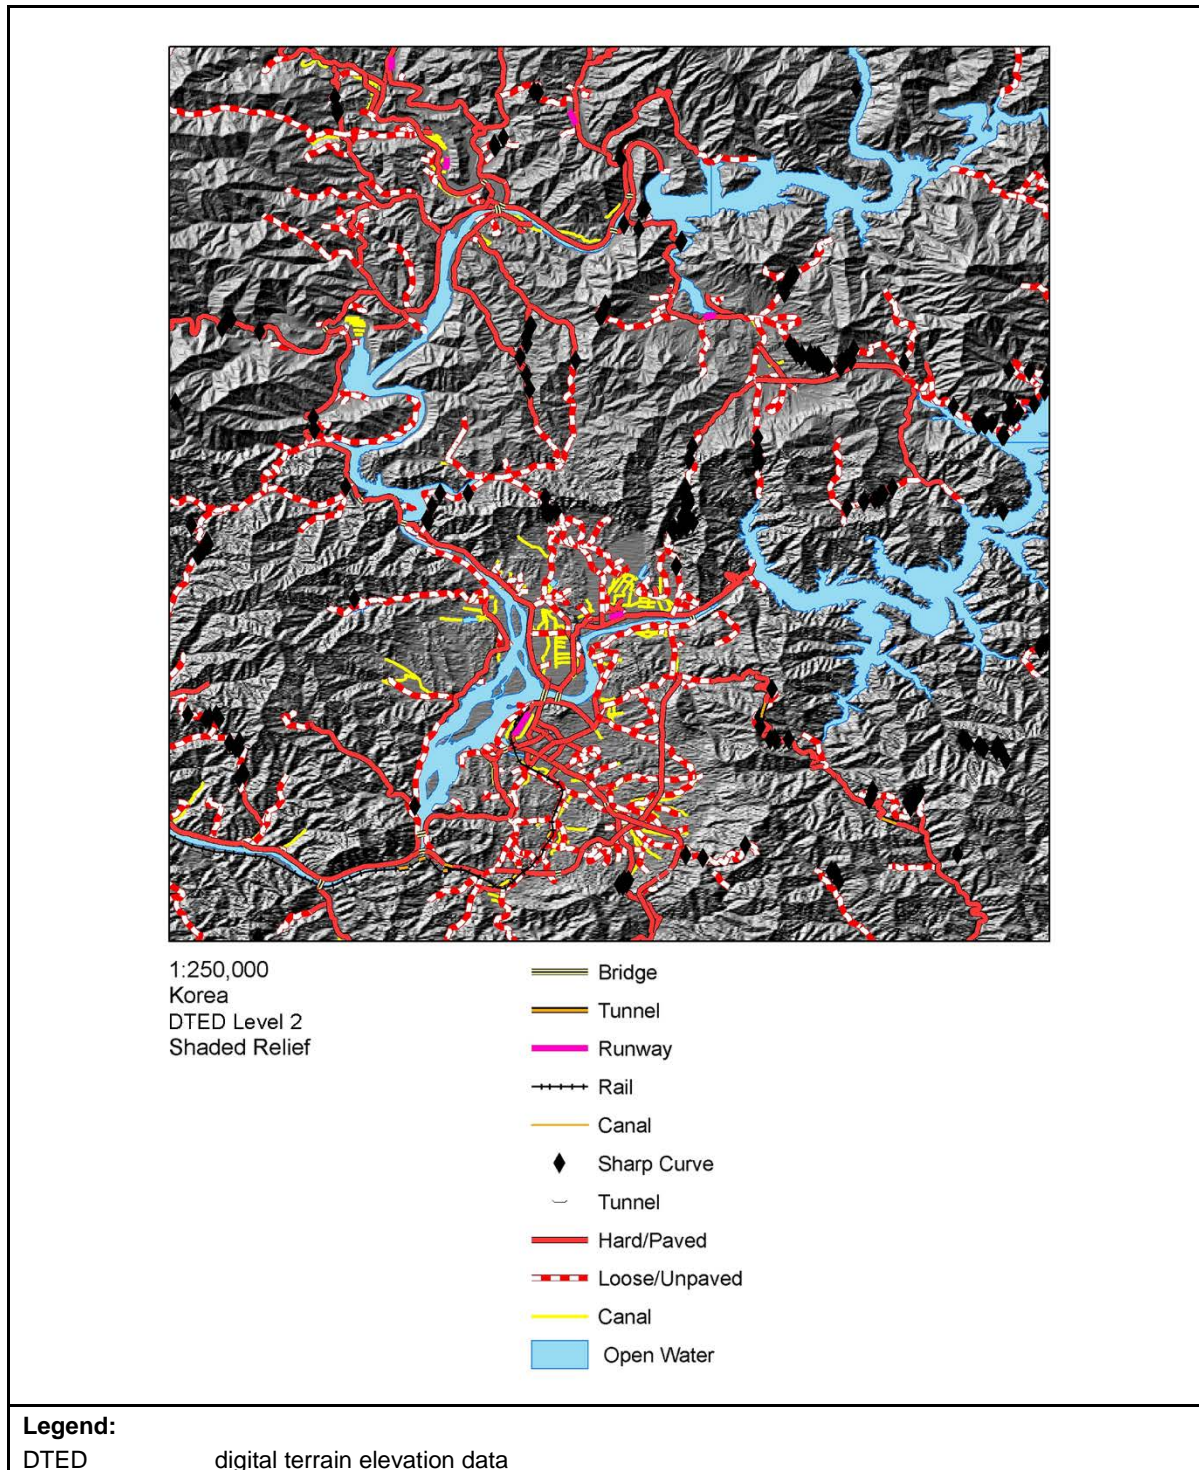 1:250,000
Korea
DTED Level 2
Shaded Relief
Bridge
Tunnel
Runway
Rail
Canal
Sharp Curve
Tunnel
Hard/Paved
Loose/Unpaved
Canal
Open Water
Legend:
DTED digital terrain elevation data